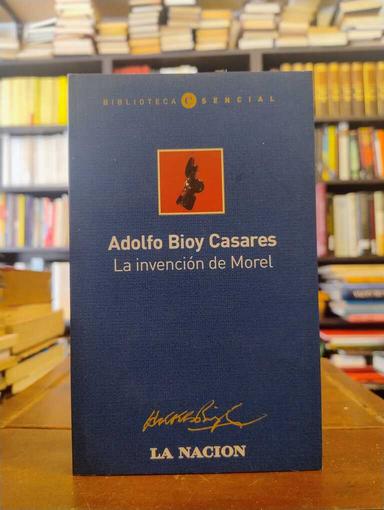 BIBLIOTECA ESENCIAL
Adolfo Bioy Casares
La invención de Morel
LA NACION